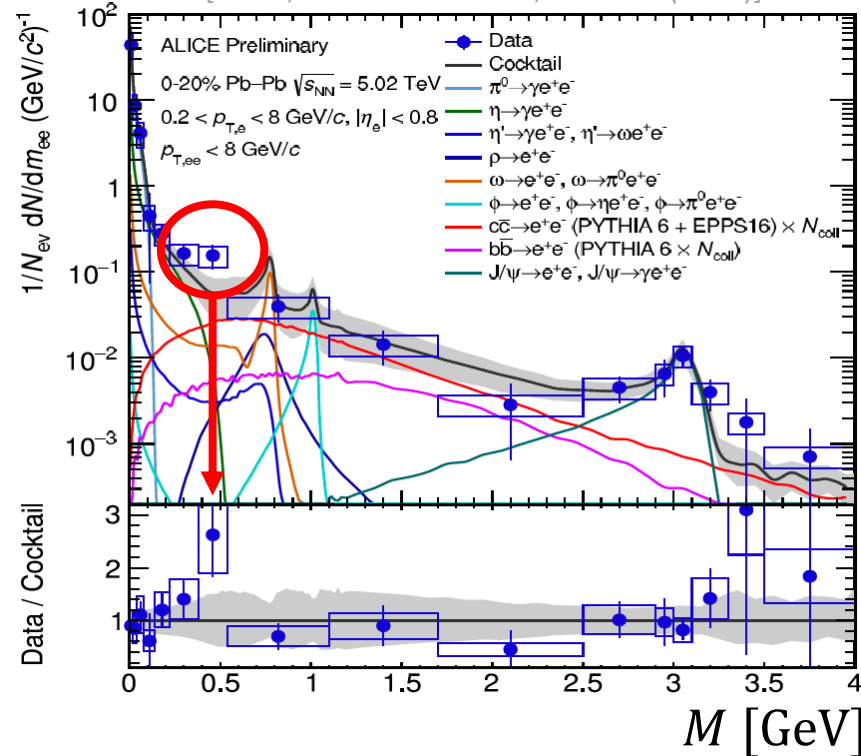 ALICE Preliminary
0-20% Pb–Pb √sNN = 5.02 TeV
0.2 < pT,e < 8 GeV/c, |ηe| < 0.8
pT,ee < 8 GeV/c
Data
Cocktail
π⁰→γe⁺e⁻
η→γe⁺e⁻
η'→γe⁺e⁻, η'→ωe⁺e⁻
ρ→e⁺e⁻
ω→e⁺e⁻, ω→π⁰e⁺e⁻
ϕ→e⁺e⁻, ϕ→ηe⁺e⁻, ϕ→π⁰e⁺e⁻
cc̄→e⁺e⁻ (PYTHIA 6 + EPPS16) × Ncoll
bb̄→e⁺e⁻ (PYTHIA 6 × Ncoll)
J/ψ→e⁺e⁻, J/ψ→γe⁺e⁻
1/Nev dN/dmee (GeV/c²)⁻¹
10²
10
1
10⁻¹
10⁻²
10⁻³
Data / Cocktail
3
2
1
0 0.5 1 1.5 2 2.5 3 3.5 4
M [GeV]